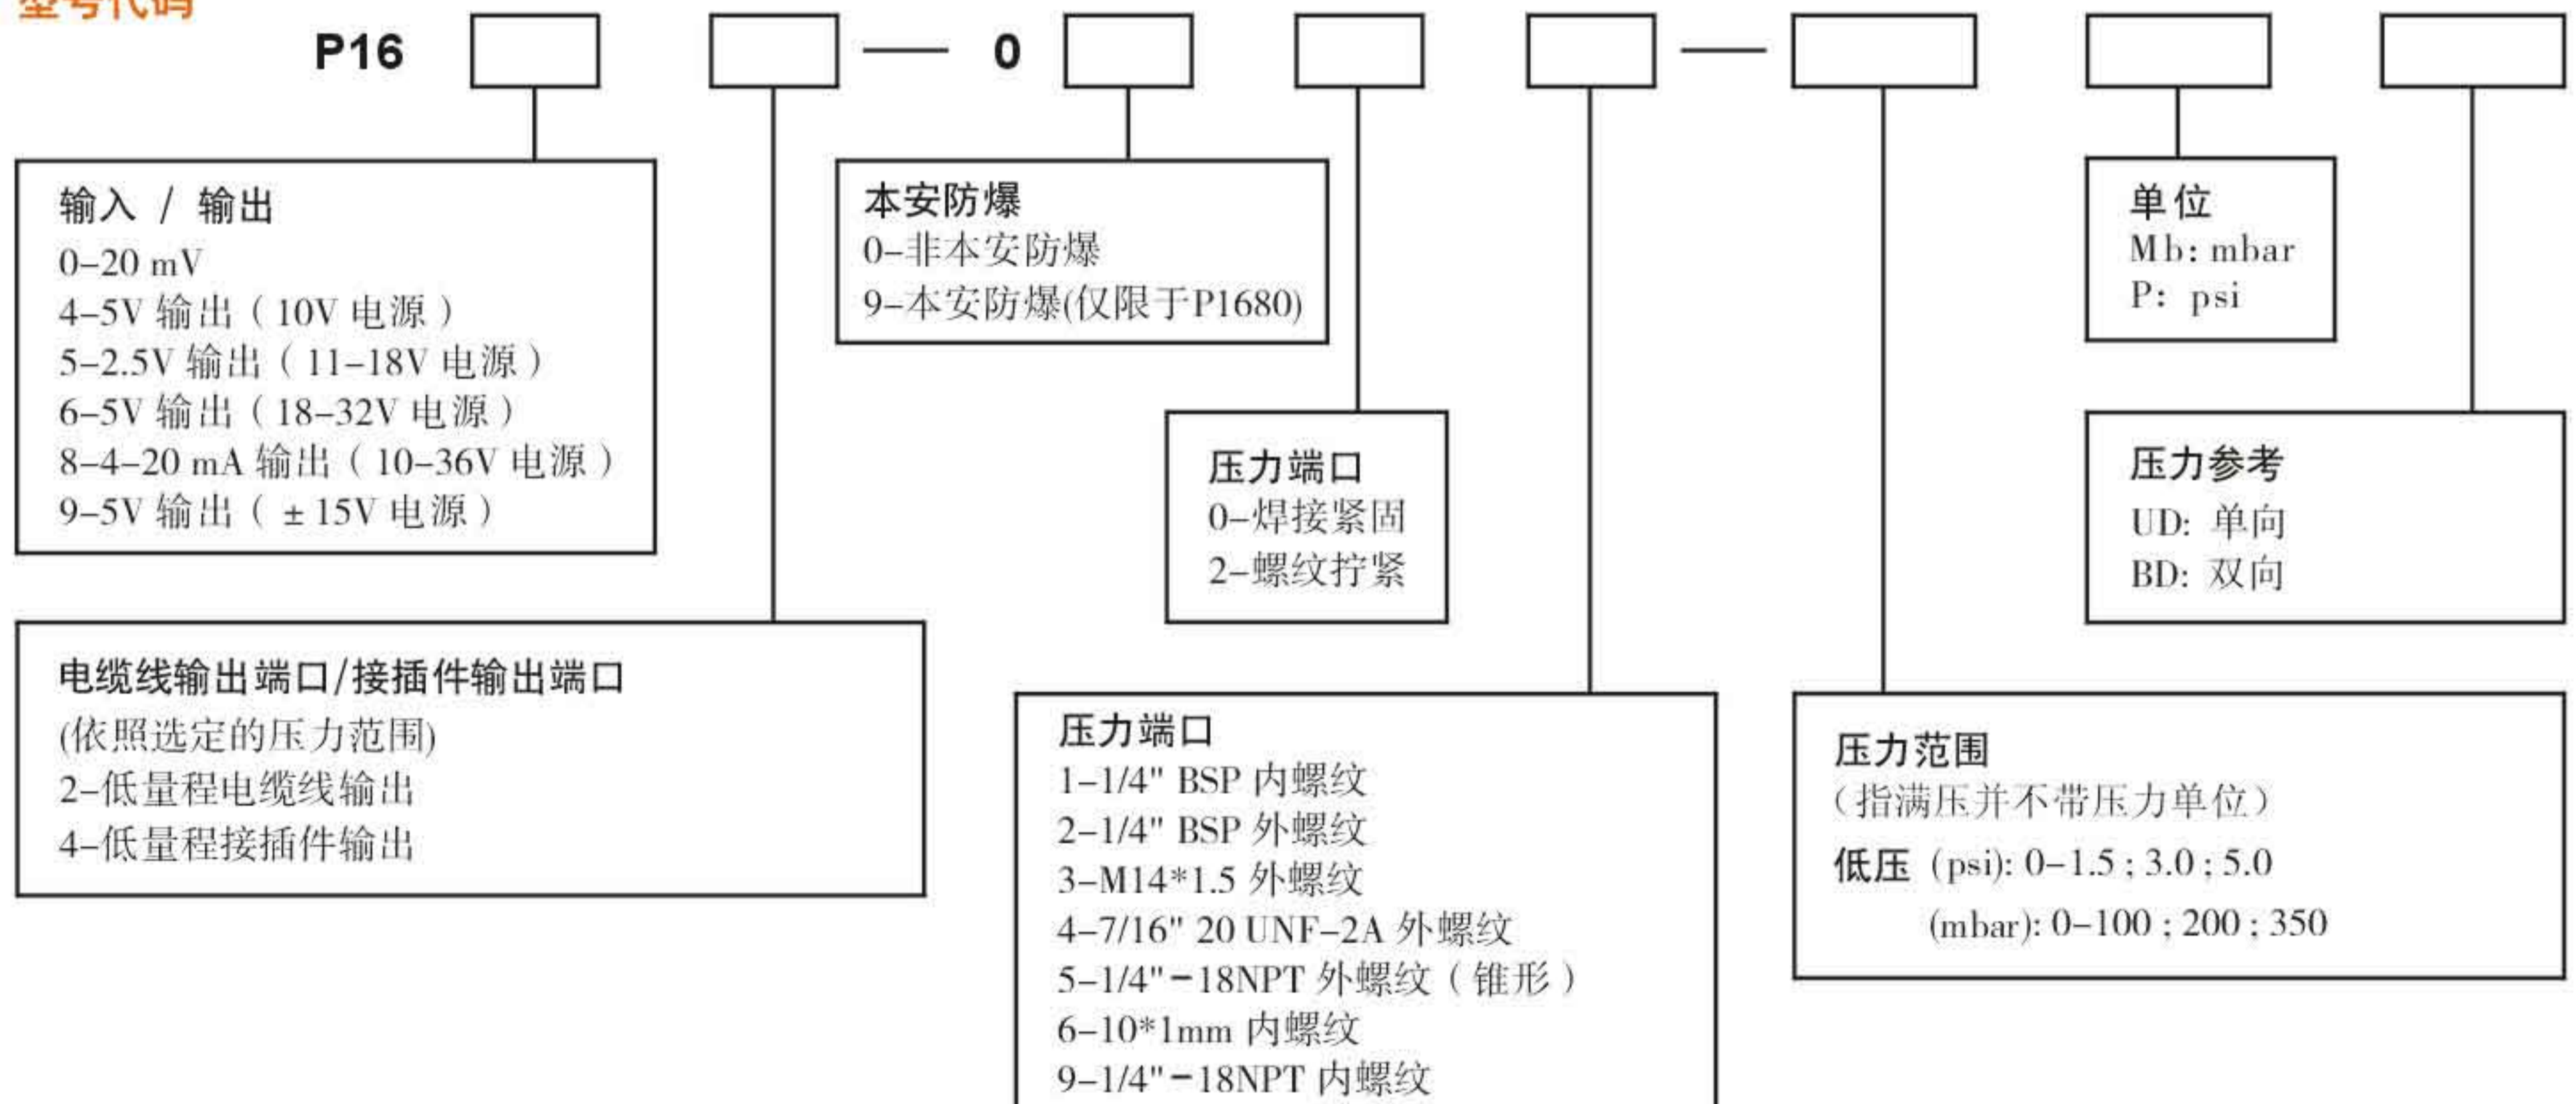 型号代码
P16 — 0 —
输入 / 输出
0–20 mV
4–5V 输出（10V 电源）
5–2.5V 输出（11–18V 电源）
6–5V 输出（18–32V 电源）
8–4–20 mA 输出（10–36V 电源）
9–5V 输出（± 15V 电源）
电缆线输出端口/接插件输出端口
(依照选定的压力范围)
2–低量程电缆线输出
4–低量程接插件输出
本安防爆
0–非本安防爆
9–本安防爆(仅限于P1680)
压力端口
0–焊接紧固
2–螺纹拧紧
压力端口
1–1/4" BSP 内螺纹
2–1/4" BSP 外螺纹
3–M14*1.5 外螺纹
4–7/16" 20 UNF–2A 外螺纹
5–1/4"–18NPT 外螺纹（锥形）
6–10*1mm 内螺纹
9–1/4"–18NPT 内螺纹
压力范围
（指满压并不带压力单位）
低压 (psi): 0–1.5 ; 3.0 ; 5.0
(mbar): 0–100 ; 200 ; 350
单位
Mb: mbar
P: psi
压力参考
UD: 单向
BD: 双向